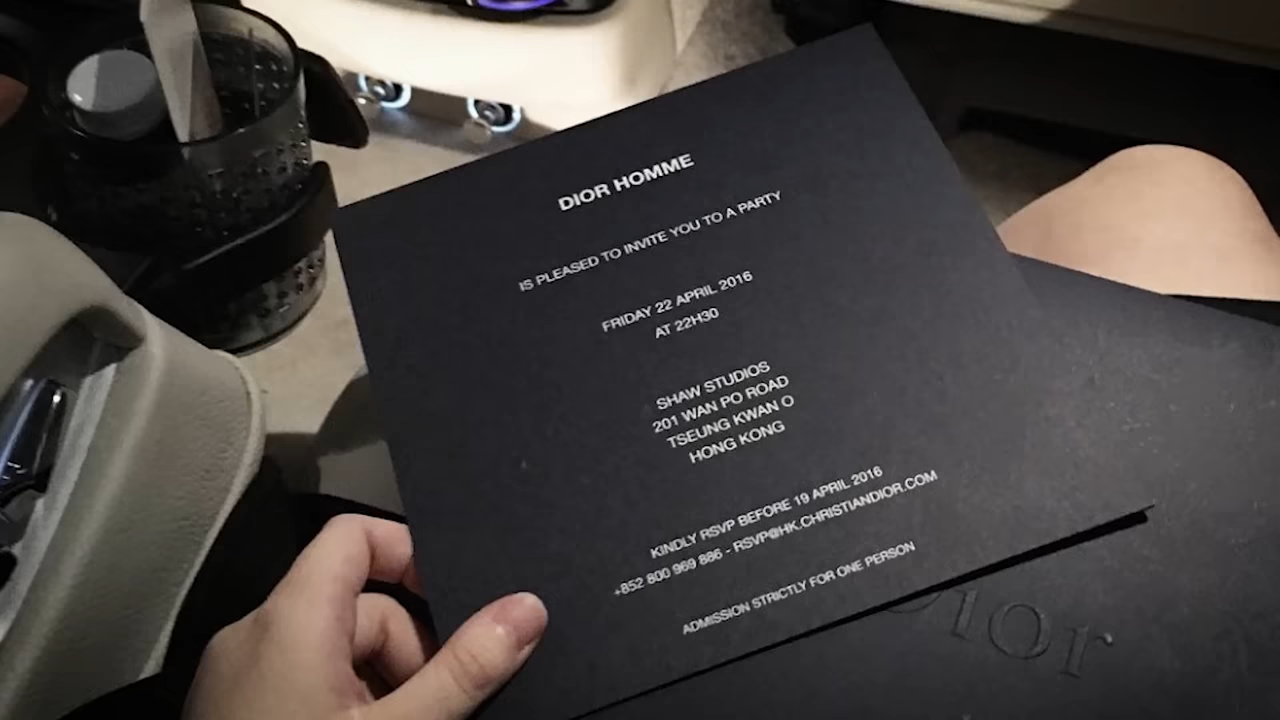 DIOR HOMME
IS PLEASED TO INVITE YOU TO A PARTY
FRIDAY 22 APRIL 2016
AT 22H30
SHAW STUDIOS
201 WAN PO ROAD
TSEUNG KWAN O
HONG KONG
KINDLY RSVP BEFORE 19 APRIL 2016
+852 800 969 886 - RSVP@HK.CHRISTIANDIOR.COM
ADMISSION STRICTLY FOR ONE PERSON
Dior